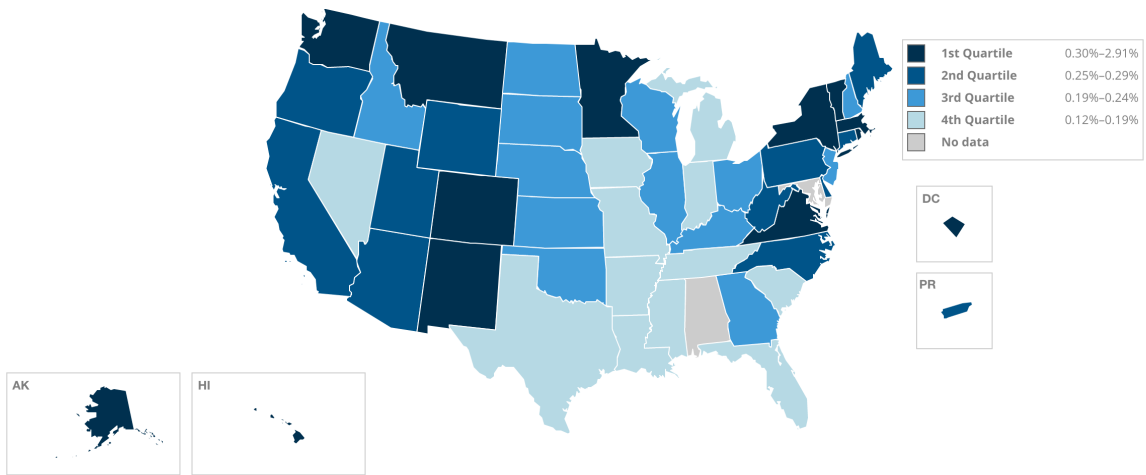 1st Quartile 0.30%–2.91%
2nd Quartile 0.25%–0.29%
3rd Quartile 0.19%–0.24%
4th Quartile 0.12%–0.19%
No data
DC
PR
AK
HI